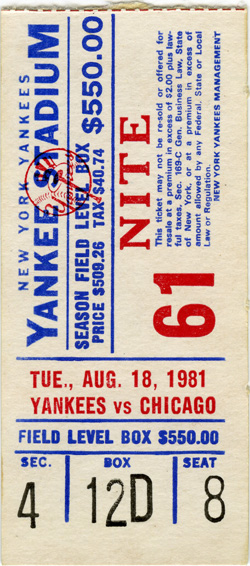 NEW YORK YANKEES
YANKEE STADIUM
SEASON FIELD LEVEL BOX $550.00
PRICE $509.26 TAX $40.74
NITE
61
This ticket may not be re-sold or offered for
resale at a premium in excess of $2.00 plus law-
ful taxes, Sec. 169-C Gen. Business Law, State
of New York, or at a premium in excess of any
amount allowed by any Federal, State or Local
Law or Regulation.
NEW YORK YANKEES MANAGEMENT
TUE., AUG. 18, 1981
YANKEES vs CHICAGO
FIELD LEVEL BOX $550.00
SEC. BOX SEAT
4 12D 8